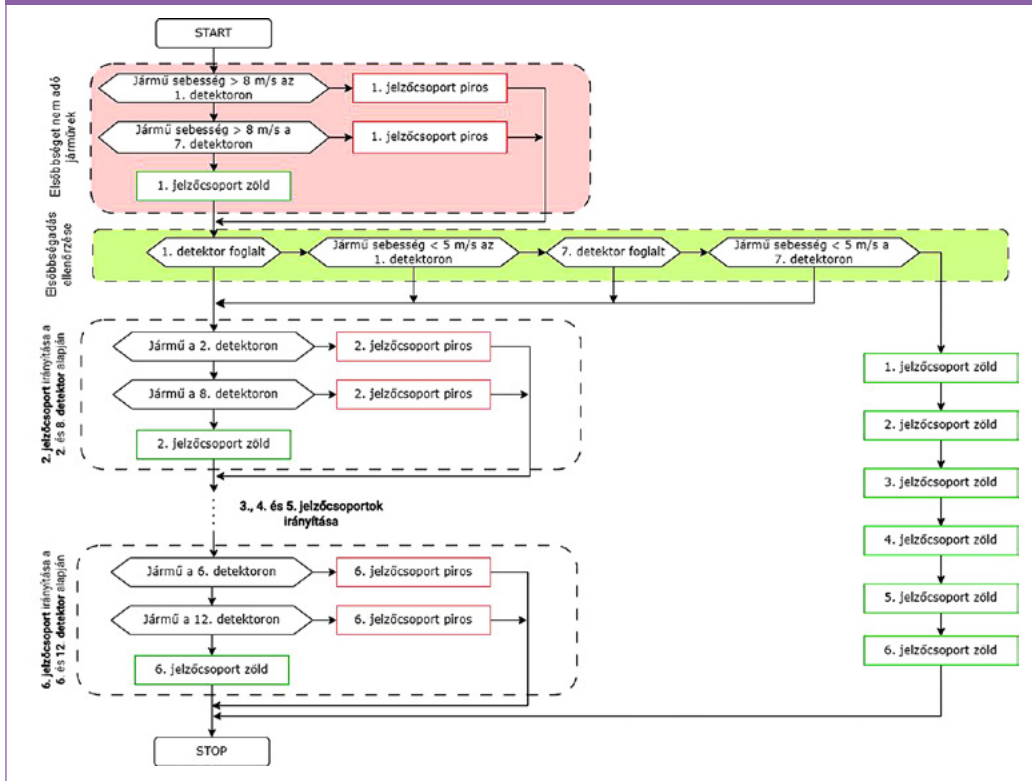 START
Elsőbbséget nem adó
járművek
Jármű sebesség > 8 m/s az
1. detektoron
1. jelzőcsoport piros
Jármű sebesség > 8 m/s a
7. detektoron
1. jelzőcsoport piros
1. jelzőcsoport zöld
Elsőbbségadás
ellenőrzése
1. detektor foglalt
Jármű sebesség < 5 m/s az
1. detektoron
7. detektor foglalt
Jármű sebesség < 5 m/s a
7. detektoron
2. jelzőcsoport irányítása a
2. és 8. detektor alapján
Jármű a 2. detektoron
2. jelzőcsoport piros
Jármű a 8. detektoron
2. jelzőcsoport piros
2. jelzőcsoport zöld
3., 4. és 5. jelzőcsoportok
irányítása
6. jelzőcsoport irányítása a
6. és 12. detektor alapján
Jármű a 6. detektoron
6. jelzőcsoport piros
Jármű a 12. detektoron
6. jelzőcsoport piros
6. jelzőcsoport zöld
1. jelzőcsoport zöld
2. jelzőcsoport zöld
3. jelzőcsoport zöld
4. jelzőcsoport zöld
5. jelzőcsoport zöld
6. jelzőcsoport zöld
STOP